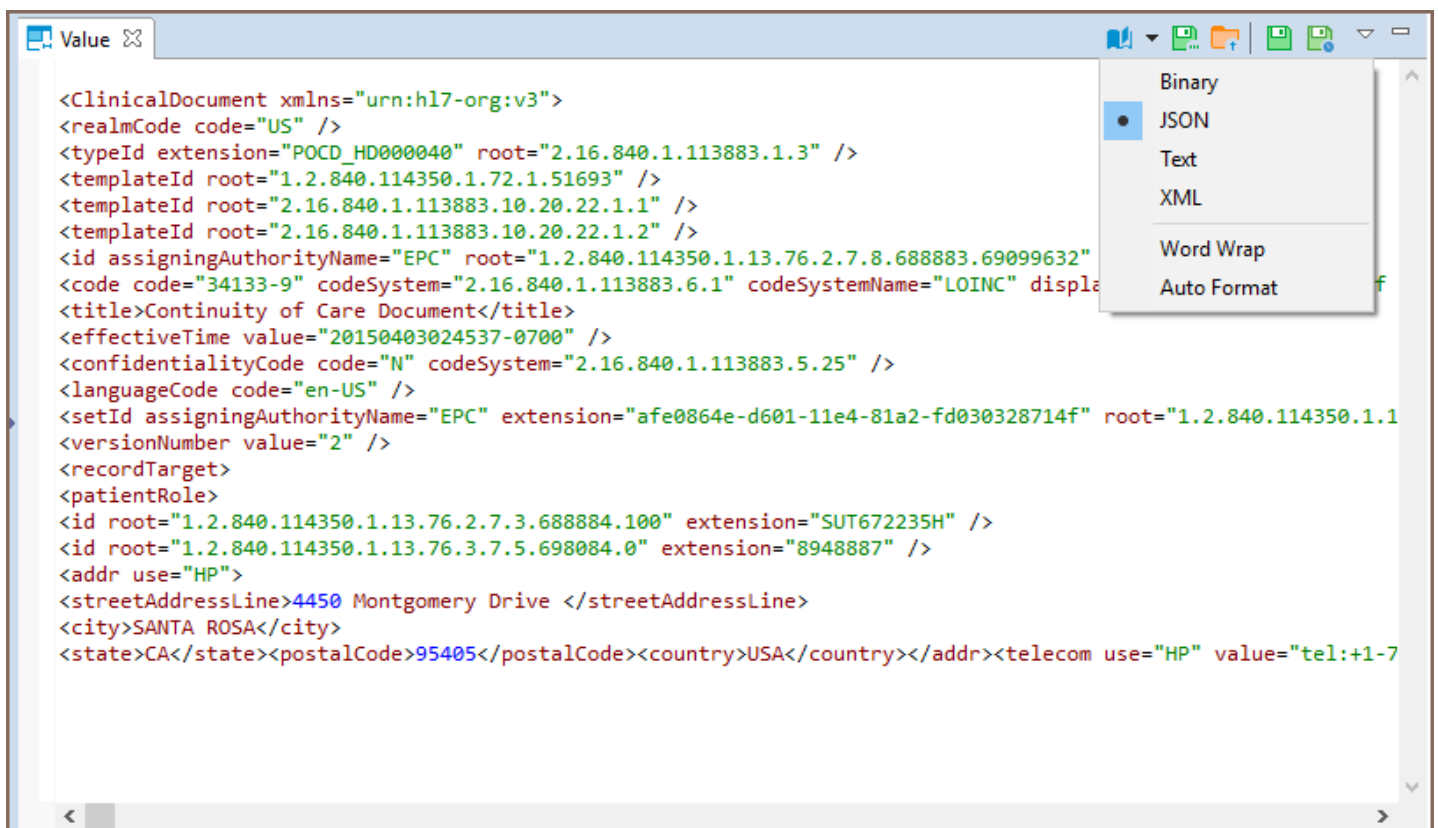 Value
Binary
JSON
Text
XML
Word Wrap
Auto Format
<ClinicalDocument xmlns="urn:hl7-org:v3">
<realmCode code="US" />
<typeId extension="POCD_HD000040" root="2.16.840.1.113883.1.3" />
<templateId root="1.2.840.114350.1.72.1.51693" />
<templateId root="2.16.840.1.113883.10.20.22.1.1" />
<templateId root="2.16.840.1.113883.10.20.22.1.2" />
<id assigningAuthorityName="EPC" root="1.2.840.114350.1.13.76.2.7.8.688883.69099632"
<code code="34133-9" codeSystem="2.16.840.1.113883.6.1" codeSystemName="LOINC" displa f
<title>Continuity of Care Document</title>
<effectiveTime value="20150403024537-0700" />
<confidentialityCode code="N" codeSystem="2.16.840.1.113883.5.25" />
<languageCode code="en-US" />
<setId assigningAuthorityName="EPC" extension="afe0864e-d601-11e4-81a2-fd030328714f" root="1.2.840.114350.1.1
<versionNumber value="2" />
<recordTarget>
<patientRole>
<id root="1.2.840.114350.1.13.76.2.7.3.688884.100" extension="SUT672235H" />
<id root="1.2.840.114350.1.13.76.3.7.5.698084.0" extension="8948887" />
<addr use="HP">
<streetAddressLine>4450 Montgomery Drive </streetAddressLine>
<city>SANTA ROSA</city>
<state>CA</state><postalCode>95405</postalCode><country>USA</country></addr><telecom use="HP" value="tel:+1-7